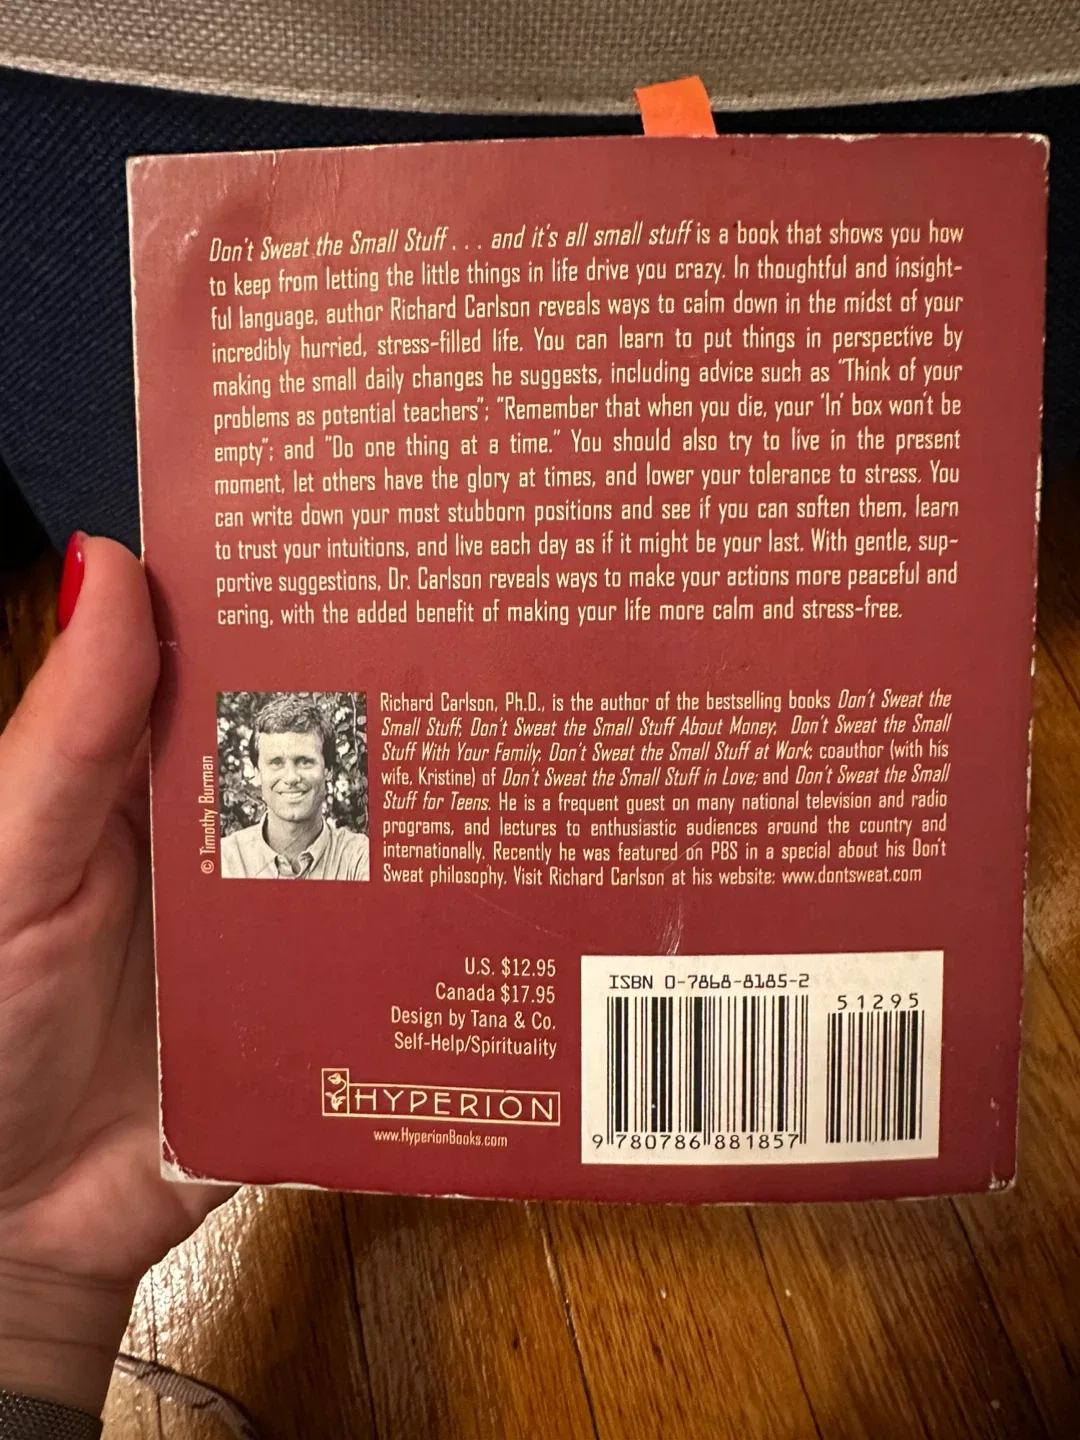 Don't Sweat the Small Stuff . . . and it's all small stuff is a book that shows you how
to keep from letting the little things in life drive you crazy. In thoughtful and insight-
ful language, author Richard Carlson reveals ways to calm down in the midst of your
incredibly hurried, stress-filled life. You can learn to put things in perspective by
making the small daily changes he suggests, including advice such as "Think of your
problems as potential teachers"; "Remember that when you die, your 'In' box won't be
empty"; and "Do one thing at a time." You should also try to live in the present
moment, let others have the glory at times, and lower your tolerance to stress. You
can write down your most stubborn positions and see if you can soften them, learn
to trust your intuitions, and live each day as if it might be your last. With gentle, sup-
portive suggestions, Dr. Carlson reveals ways to make your actions more peaceful and
caring, with the added benefit of making your life more calm and stress-free.
© Timothy Burman
Richard Carlson, Ph.D., is the author of the bestselling books Don't Sweat the
Small Stuff; Don't Sweat the Small Stuff About Money; Don't Sweat the Small
Stuff With Your Family; Don't Sweat the Small Stuff at Work; coauthor (with his
wife, Kristine) of Don't Sweat the Small Stuff in Love; and Don't Sweat the Small
Stuff for Teens. He is a frequent guest on many national television and radio
programs, and lectures to enthusiastic audiences around the country and
internationally. Recently he was featured on PBS in a special about his Don't
Sweat philosophy. Visit Richard Carlson at his website: www.dontsweat.com
U.S. $12.95
Canada $17.95
Design by Tana & Co.
Self-Help/Spirituality
HYPERION
www.HyperionBooks.com
ISBN 0-7868-8185-2
51295
9 780786 881857